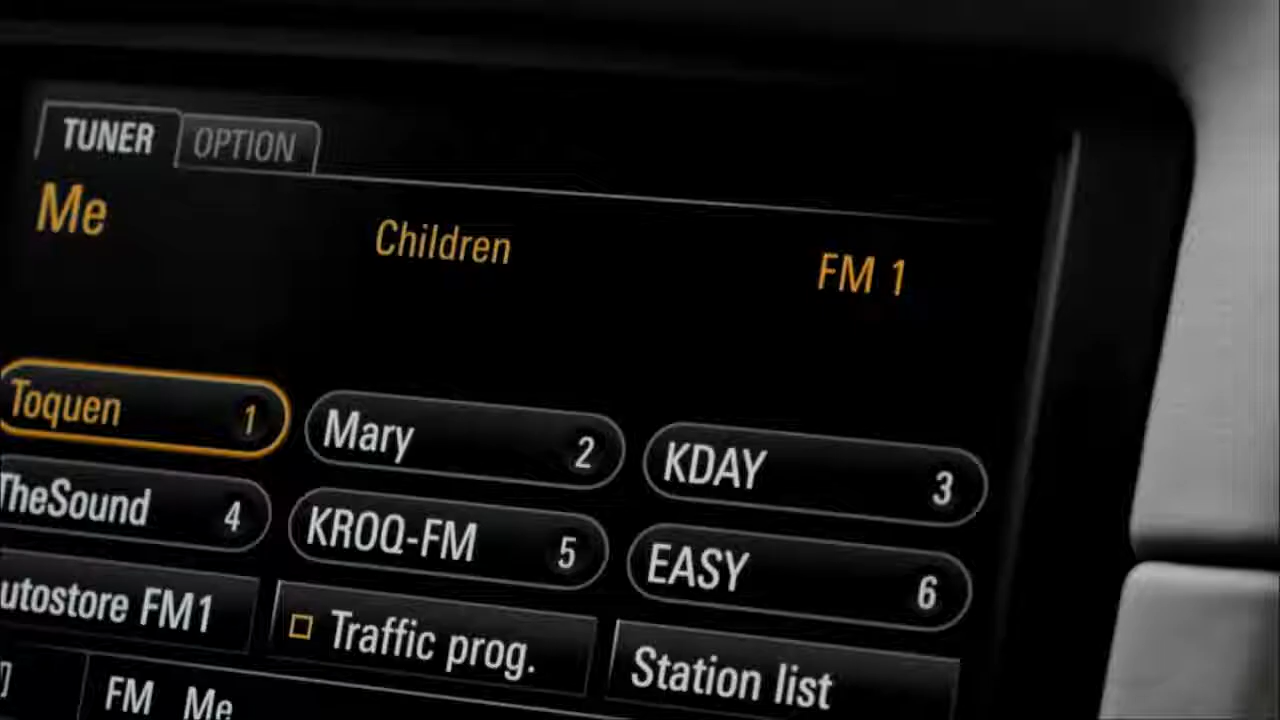 TUNER OPTION
Me Children FM 1
Toquen 1 Mary 2 KDAY 3
TheSound 4 KROQ-FM 5 EASY 6
utostore FM1 Traffic prog. Station list
FM Me